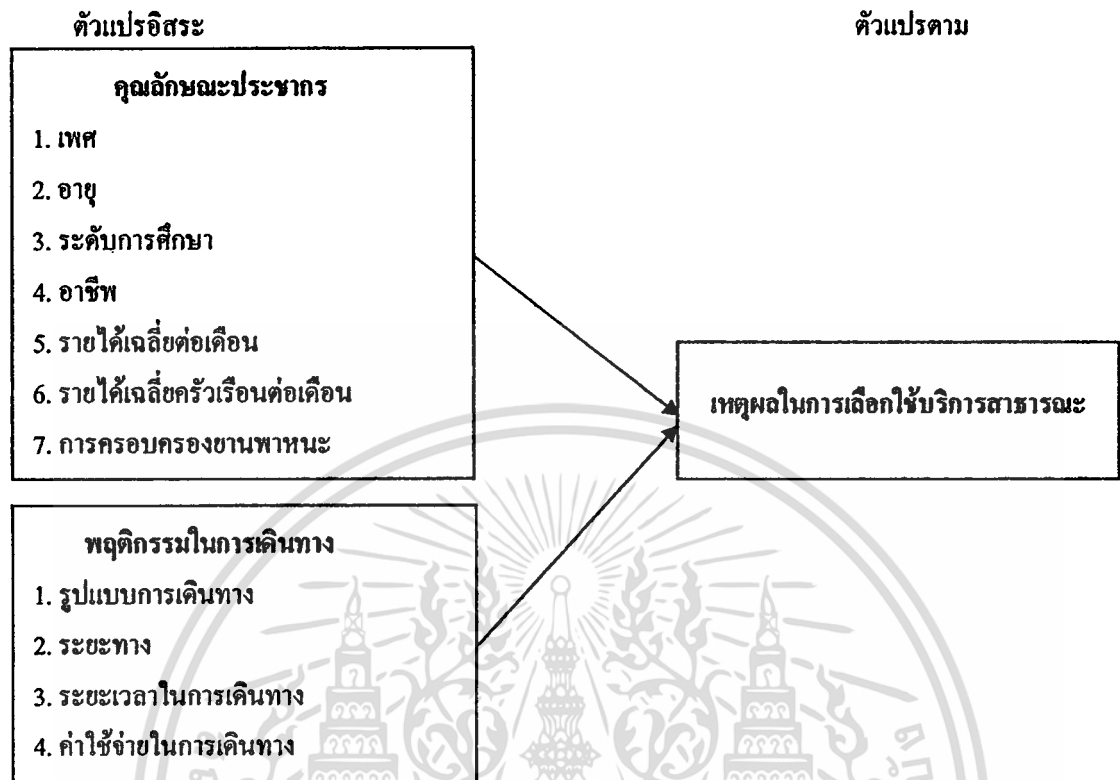 ตัวแปรอิสระ
ตัวแปรตาม
คุณลักษณะประชากร
1. เพศ
2. อายุ
3. ระดับการศึกษา
4. อาชีพ
5. รายได้เฉลี่ยต่อเดือน
6. รายได้เฉลี่ยครัวเรือนต่อเดือน
7. การครอบครองยานพาหนะ
เหตุผลในการเลือกใช้บริการสาธารณะ
พฤติกรรมในการเดินทาง
1. รูปแบบการเดินทาง
2. ระยะทาง
3. ระยะเวลาในการเดินทาง
4. ค่าใช้จ่ายในการเดินทาง